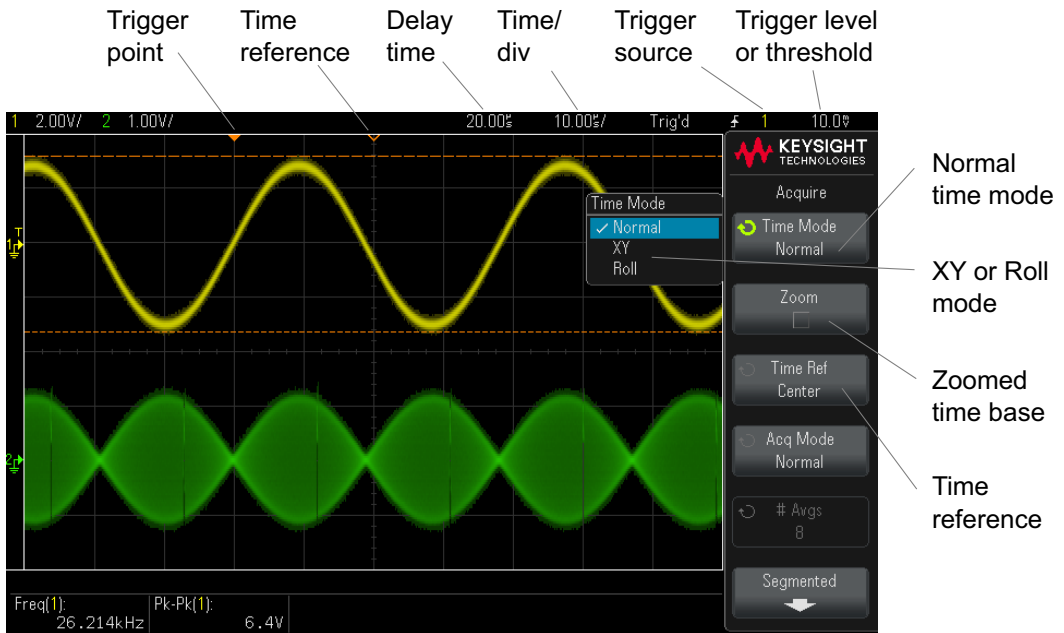 Trigger point
Time reference
Delay time
Time/ div
Trigger source
Trigger level or threshold
1 2.00V/ 2 1.00V/ 20.00s 10.00s/ Trig'd 1 10.0V
KEYSIGHT
TECHNOLOGIES
Acquire
Time Mode
Normal
XY
Roll
Time Mode
Normal
Zoom
Time Ref
Center
Acq Mode
Normal
# Avgs
8
Segmented
T
1
2
Freq(1):
26.214kHz
Pk-Pk(1):
6.4V
Normal
time mode
XY or Roll
mode
Zoomed
time base
Time
reference